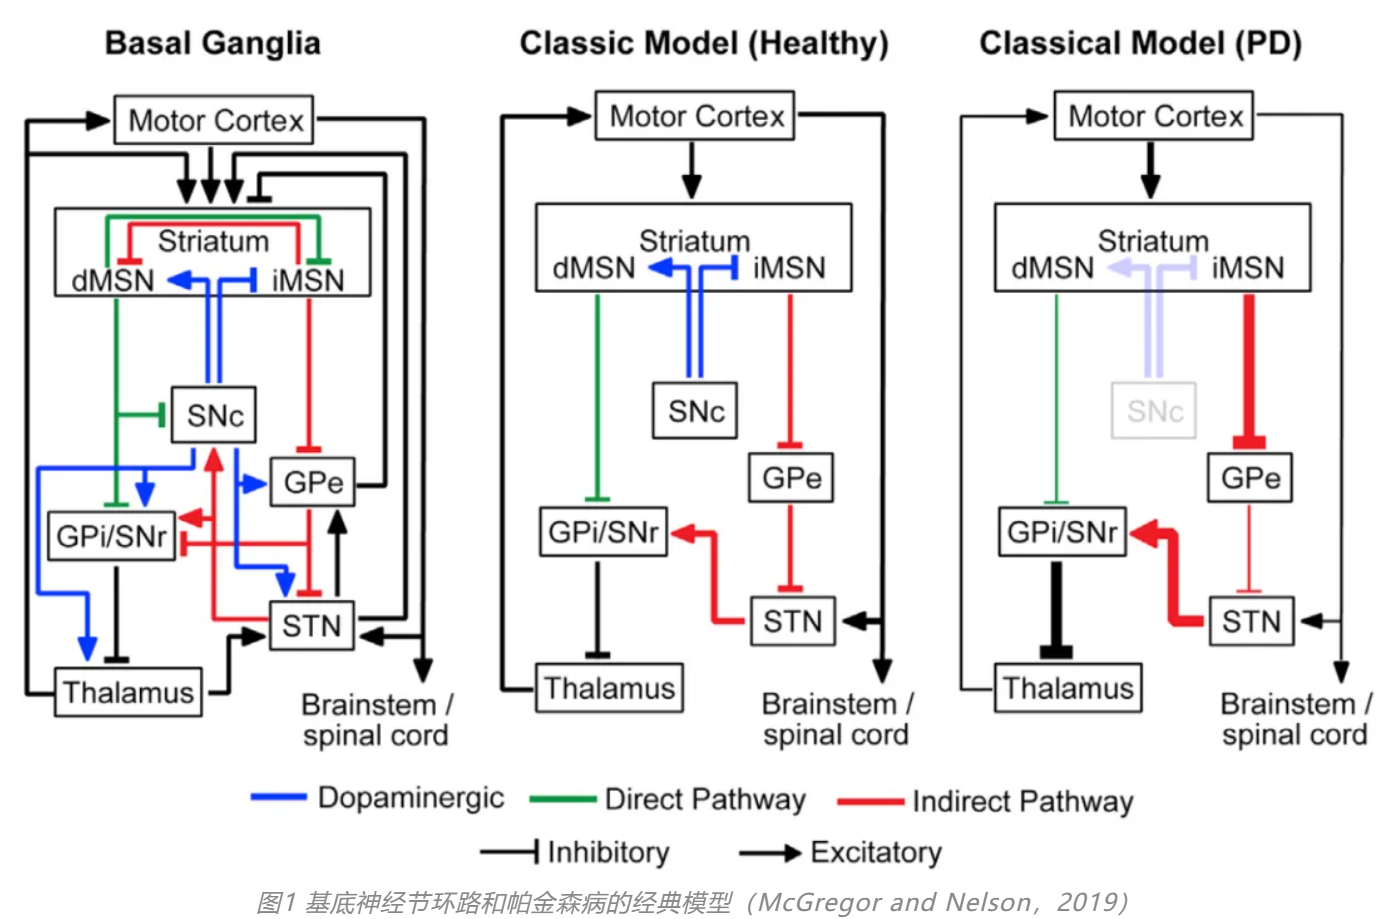 Basal Ganglia
Motor Cortex
Striatum
dMSN
iMSN
SNc
GPe
GPi/SNr
STN
Thalamus
Brainstem /
spinal cord
Classic Model (Healthy)
Motor Cortex
Striatum
dMSN
iMSN
SNc
GPe
GPi/SNr
STN
Thalamus
Brainstem /
spinal cord
Classical Model (PD)
Motor Cortex
Striatum
dMSN
iMSN
SNc
GPe
GPi/SNr
STN
Thalamus
Brainstem /
spinal cord
Dopaminergic
Direct Pathway
Indirect Pathway
Inhibitory
Excitatory
图1 基底神经节环路和帕金森病的经典模型（McGregor and Nelson，2019）